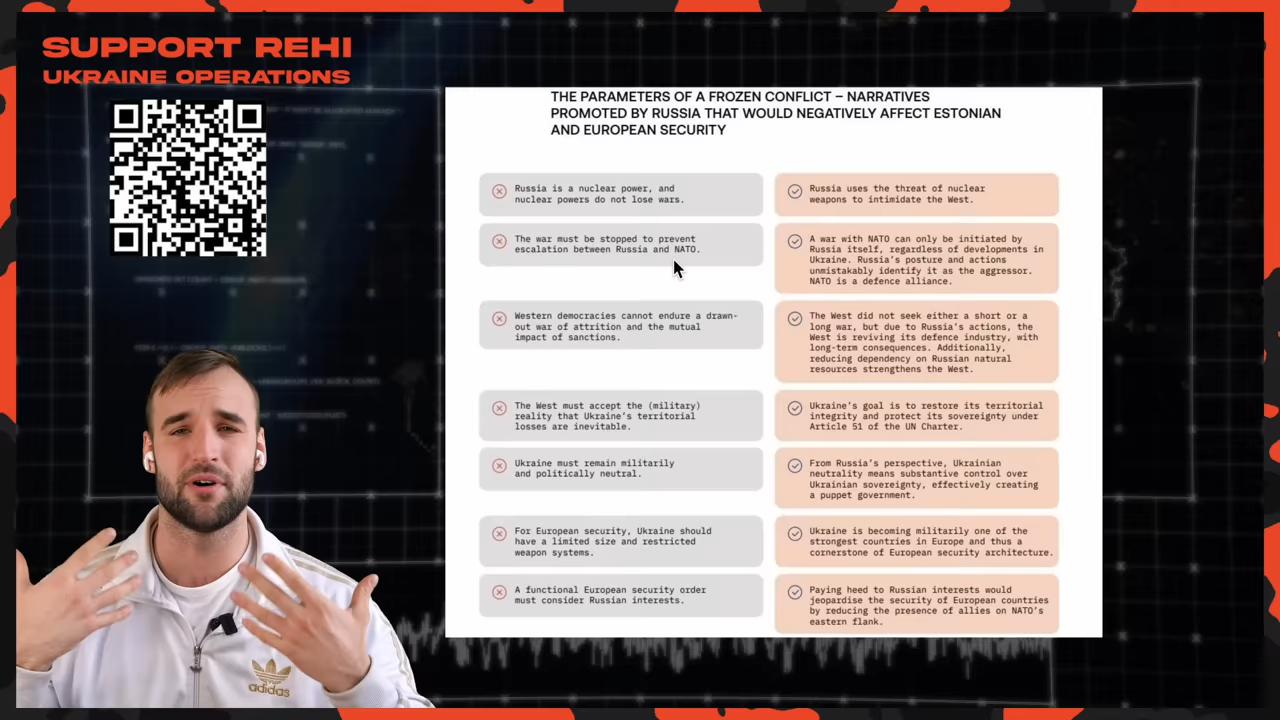 SUPPORT REHI
UKRAINE OPERATIONS
THE PARAMETERS OF A FROZEN CONFLICT – NARRATIVES
PROMOTED BY RUSSIA THAT WOULD NEGATIVELY AFFECT ESTONIAN
AND EUROPEAN SECURITY
Russia is a nuclear power, and
nuclear powers do not lose wars.
Russia uses the threat of nuclear
weapons to intimidate the West.
The war must be stopped to prevent
escalation between Russia and NATO.
A war with NATO can only be initiated by
Russia itself, regardless of developments in
Ukraine. Russia's posture and actions
unmistakably identify it as the aggressor.
NATO is a defence alliance.
Western democracies cannot endure a drawn-
out war of attrition and the mutual
impact of sanctions.
The West did not seek either a short or a
long war, but due to Russia's actions, the
West is reviving its defence industry, with
long-term consequences. Additionally,
reducing dependency on Russian natural
resources strengthens the West.
The West must accept the (military)
reality that Ukraine's territorial
losses are inevitable.
Ukraine's goal is to restore its territorial
integrity and protect its sovereignty under
Article 51 of the UN Charter.
Ukraine must remain militarily
and politically neutral.
From Russia's perspective, Ukrainian
neutrality means substantive control over
Ukrainian sovereignty, effectively creating
a puppet government.
For European security, Ukraine should
have a limited size and restricted
weapon systems.
Ukraine is becoming militarily one of the
strongest countries in Europe and thus a
cornerstone of European security architecture.
A functional European security order
must consider Russian interests.
Paying heed to Russian interests would
jeopardise the security of European countries
by reducing the presence of allies on NATO's
eastern flank.
adidas